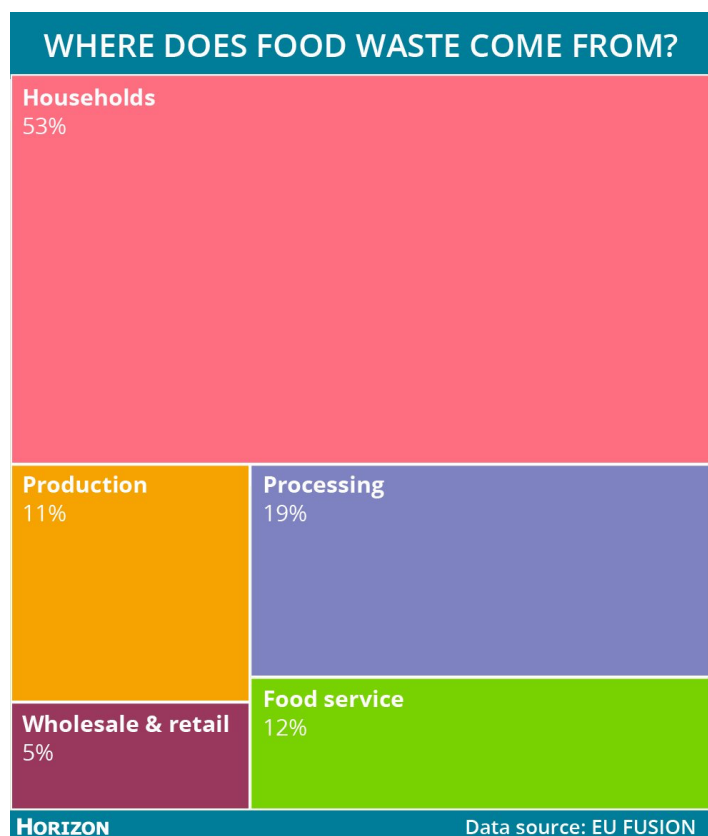 WHERE DOES FOOD WASTE COME FROM?
Households
53%
Production
11%
Processing
19%
Wholesale & retail
5%
Food service
12%
HORIZON
Data source: EU FUSION